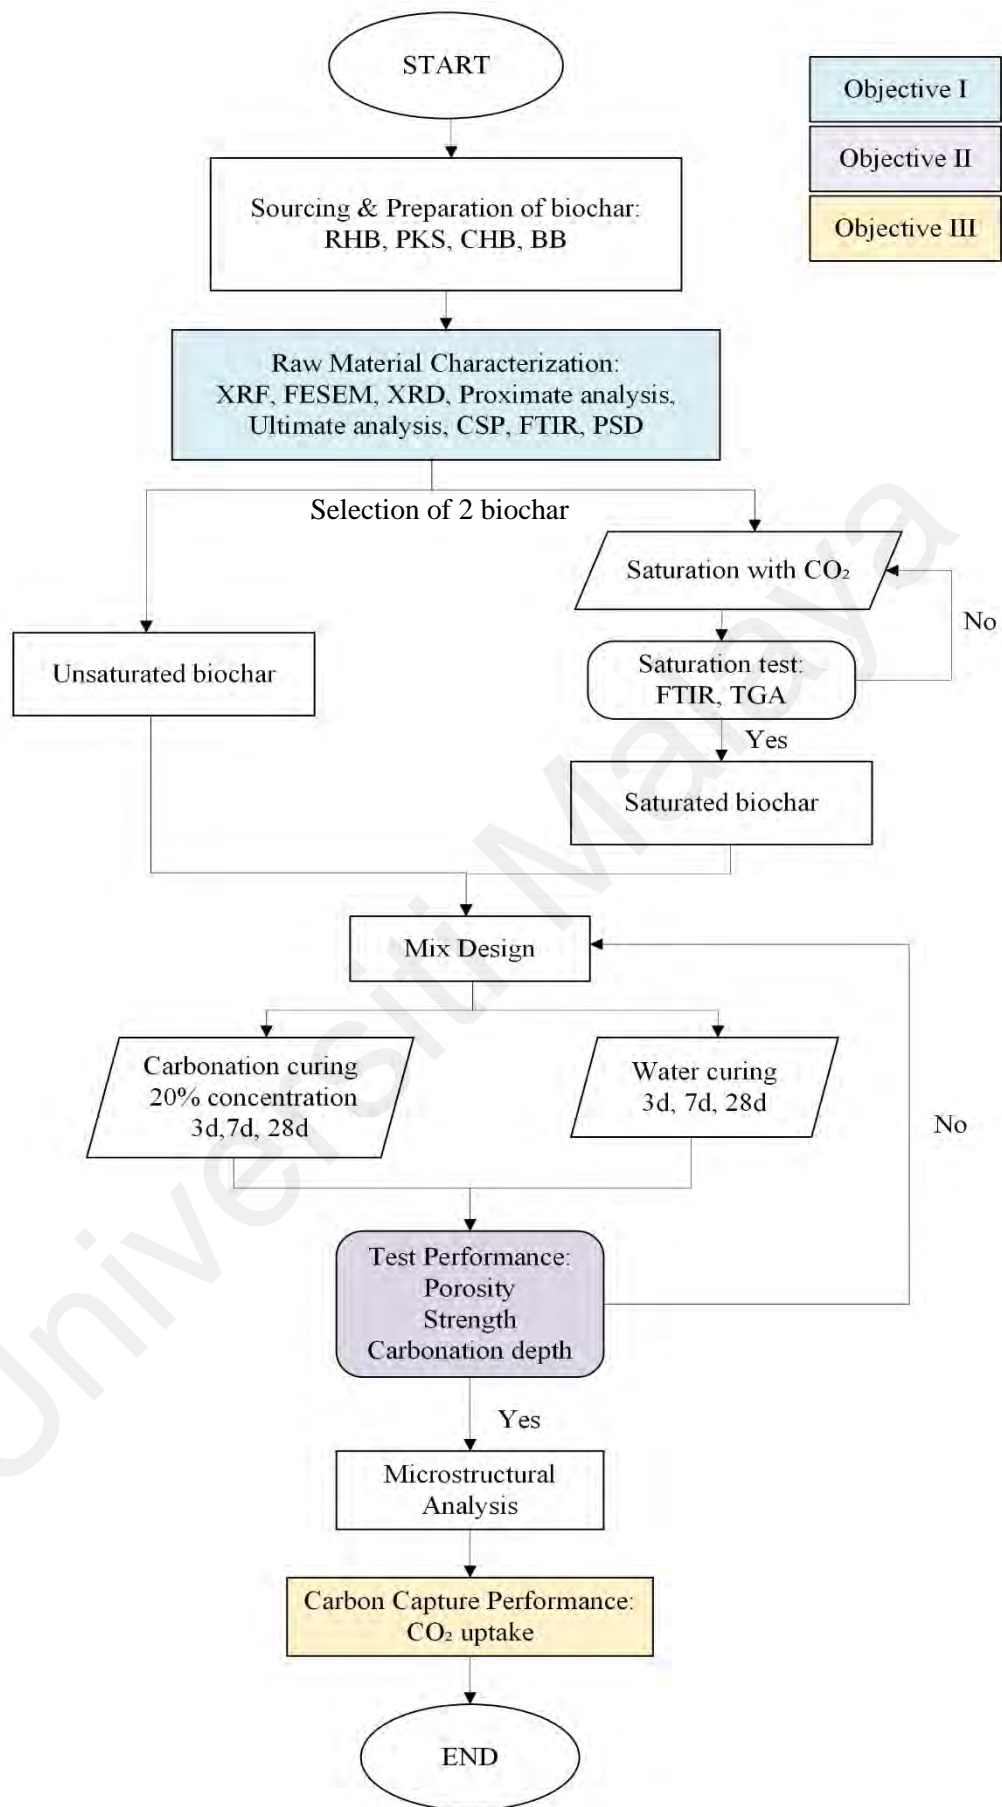 START
Objective I
Objective II
Objective III
Sourcing & Preparation of biochar:
RHB, PKS, CHB, BB
Raw Material Characterization:
XRF, FESEM, XRD, Proximate analysis,
Ultimate analysis, CSP, FTIR, PSD
Selection of 2 biochar
Unsaturated biochar
Saturation with CO₂
No
Saturation test:
FTIR, TGA
Yes
Saturated biochar
Mix Design
Carbonation curing
20% concentration
3d,7d, 28d
Water curing
3d, 7d, 28d
No
Test Performance:
Porosity
Strength
Carbonation depth
Yes
Microstructural
Analysis
Carbon Capture Performance:
CO₂ uptake
END
Universiti Malaya